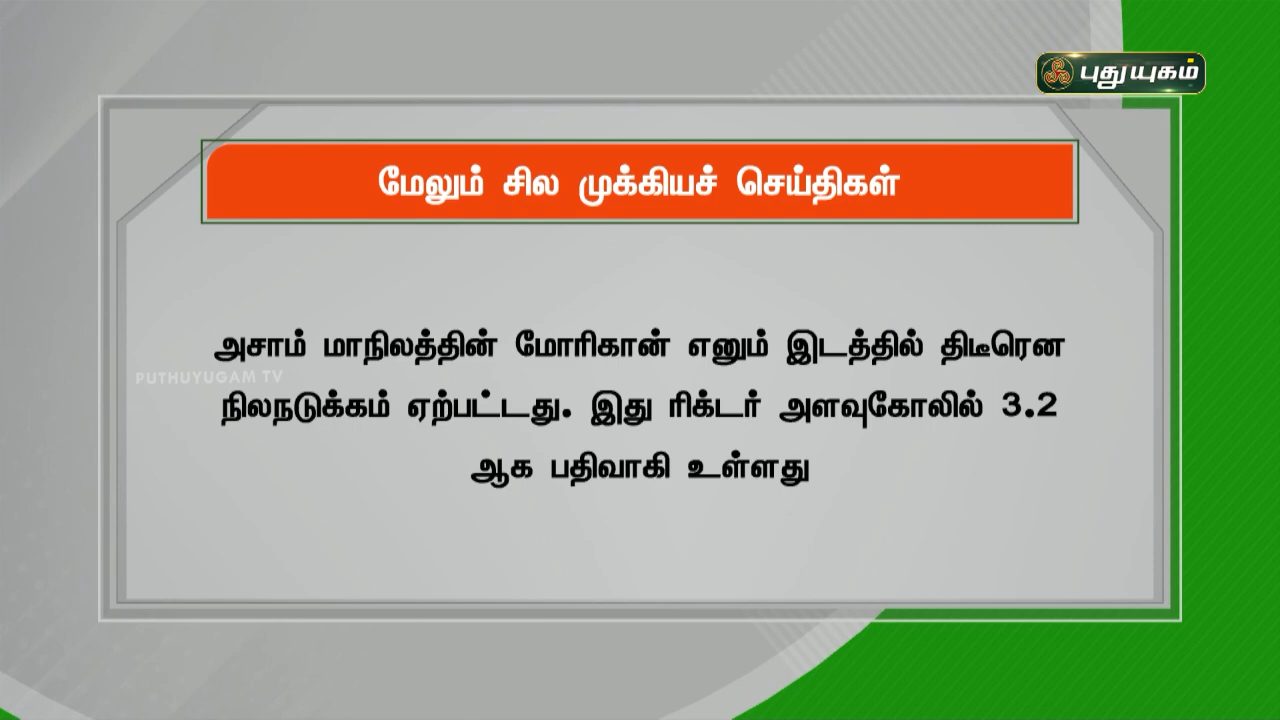 புதுயுகம்
மேலும் சில முக்கியச் செய்திகள்
அசாம் மாநிலத்தின் மோரிகான் எனும் இடத்தில் திடீரென
PUTHUYUGAM TV
நிலநடுக்கம் ஏற்பட்டது. இது ரிக்டர் அளவுகோலில் 3.2
ஆக பதிவாகி உள்ளது